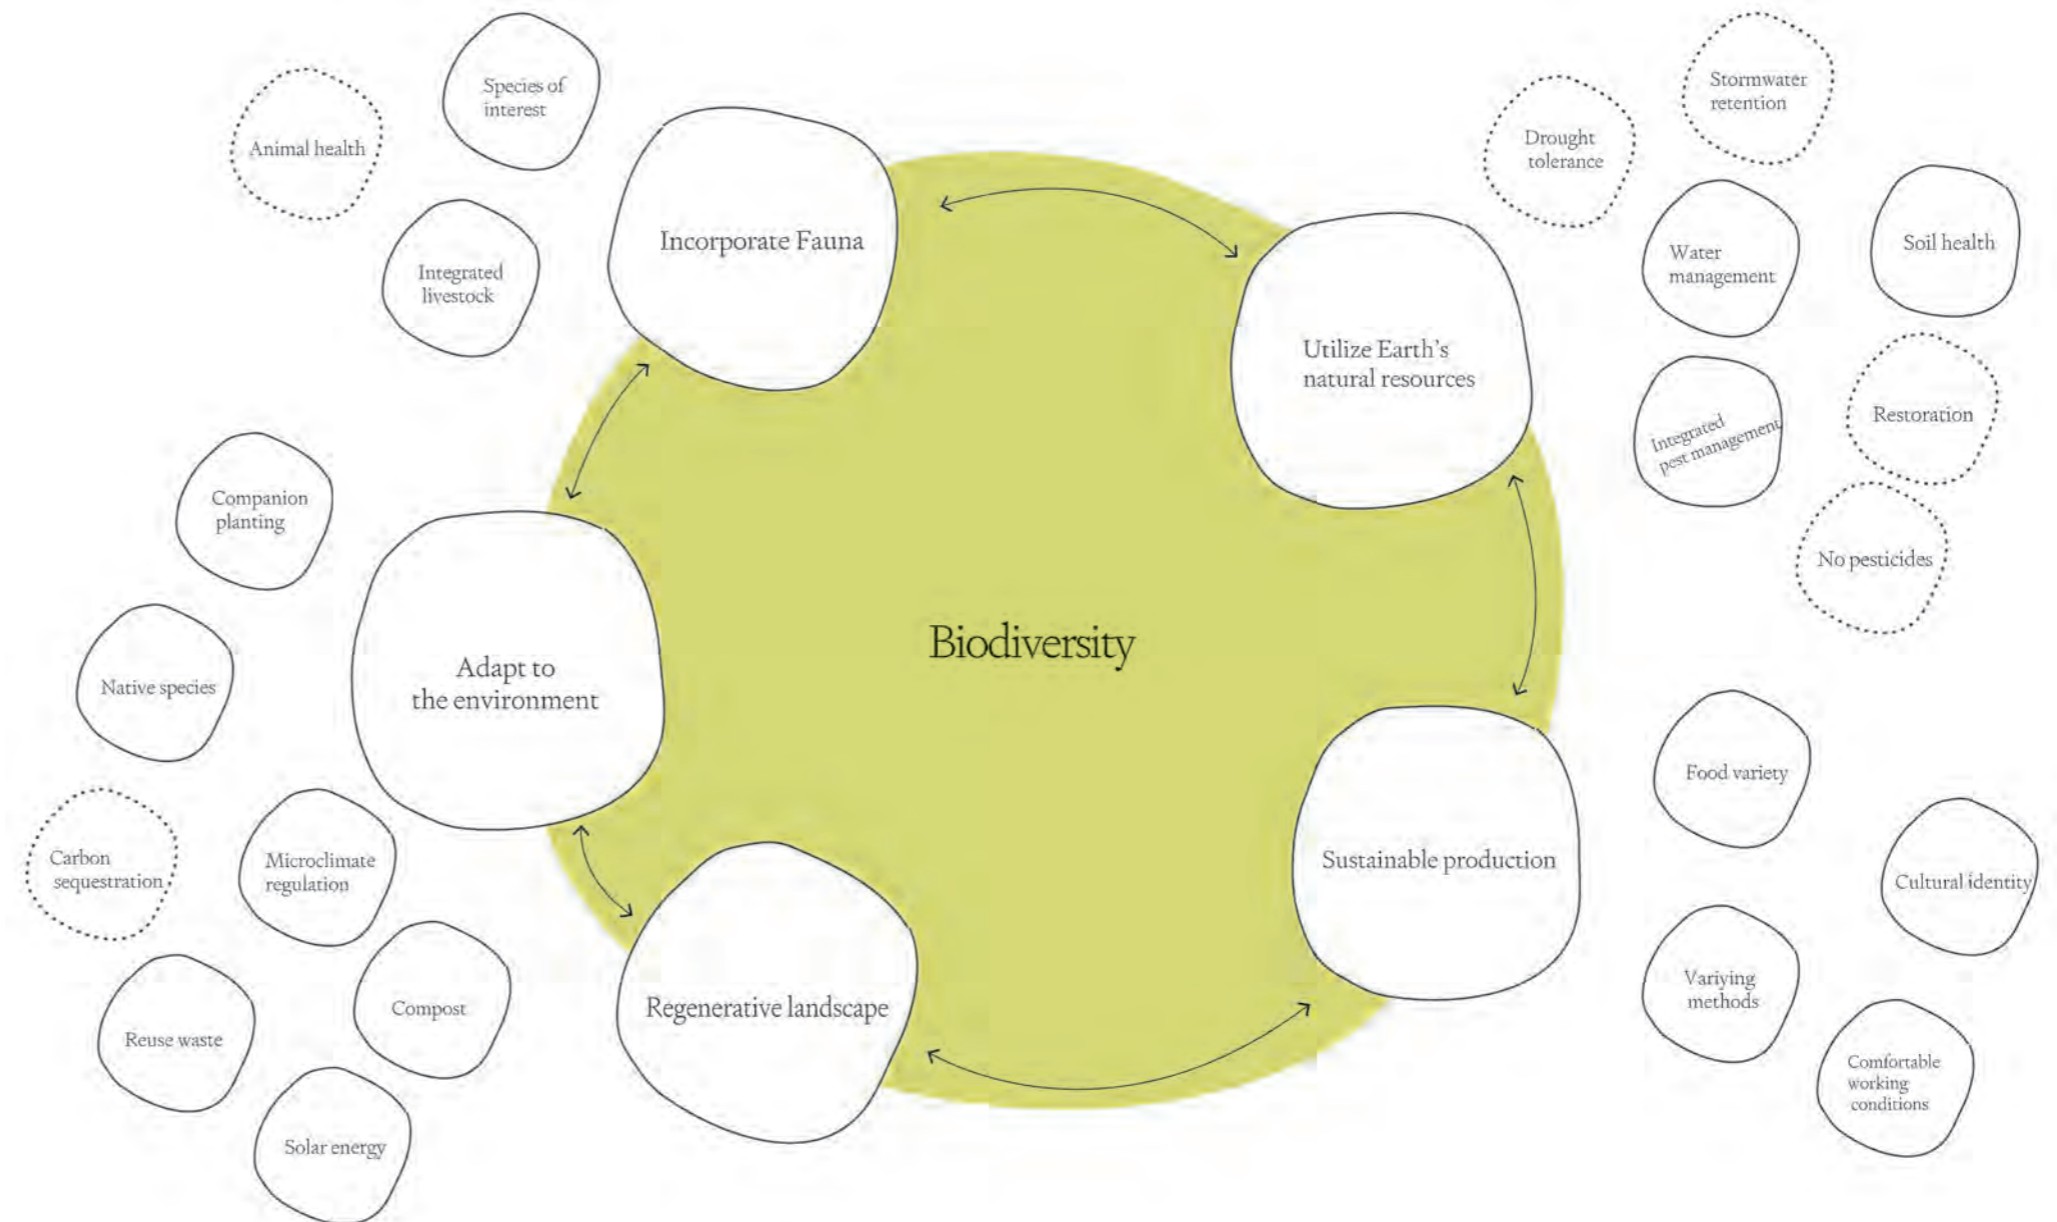 Species of
interest
Animal health
Integrated
livestock
Incorporate Fauna
Stormwater
retention
Drought
tolerance
Water
management
Soil health
Utilize Earth's
natural resources
Integrated
pest management
Restoration
No pesticides
Companion
planting
Native species
Adapt to
the environment
Biodiversity
Carbon
sequestration
Microclimate
regulation
Compost
Reuse waste
Solar energy
Regenerative landscape
Sustainable production
Food variety
Cultural identity
Variying
methods
Comfortable
working
conditions